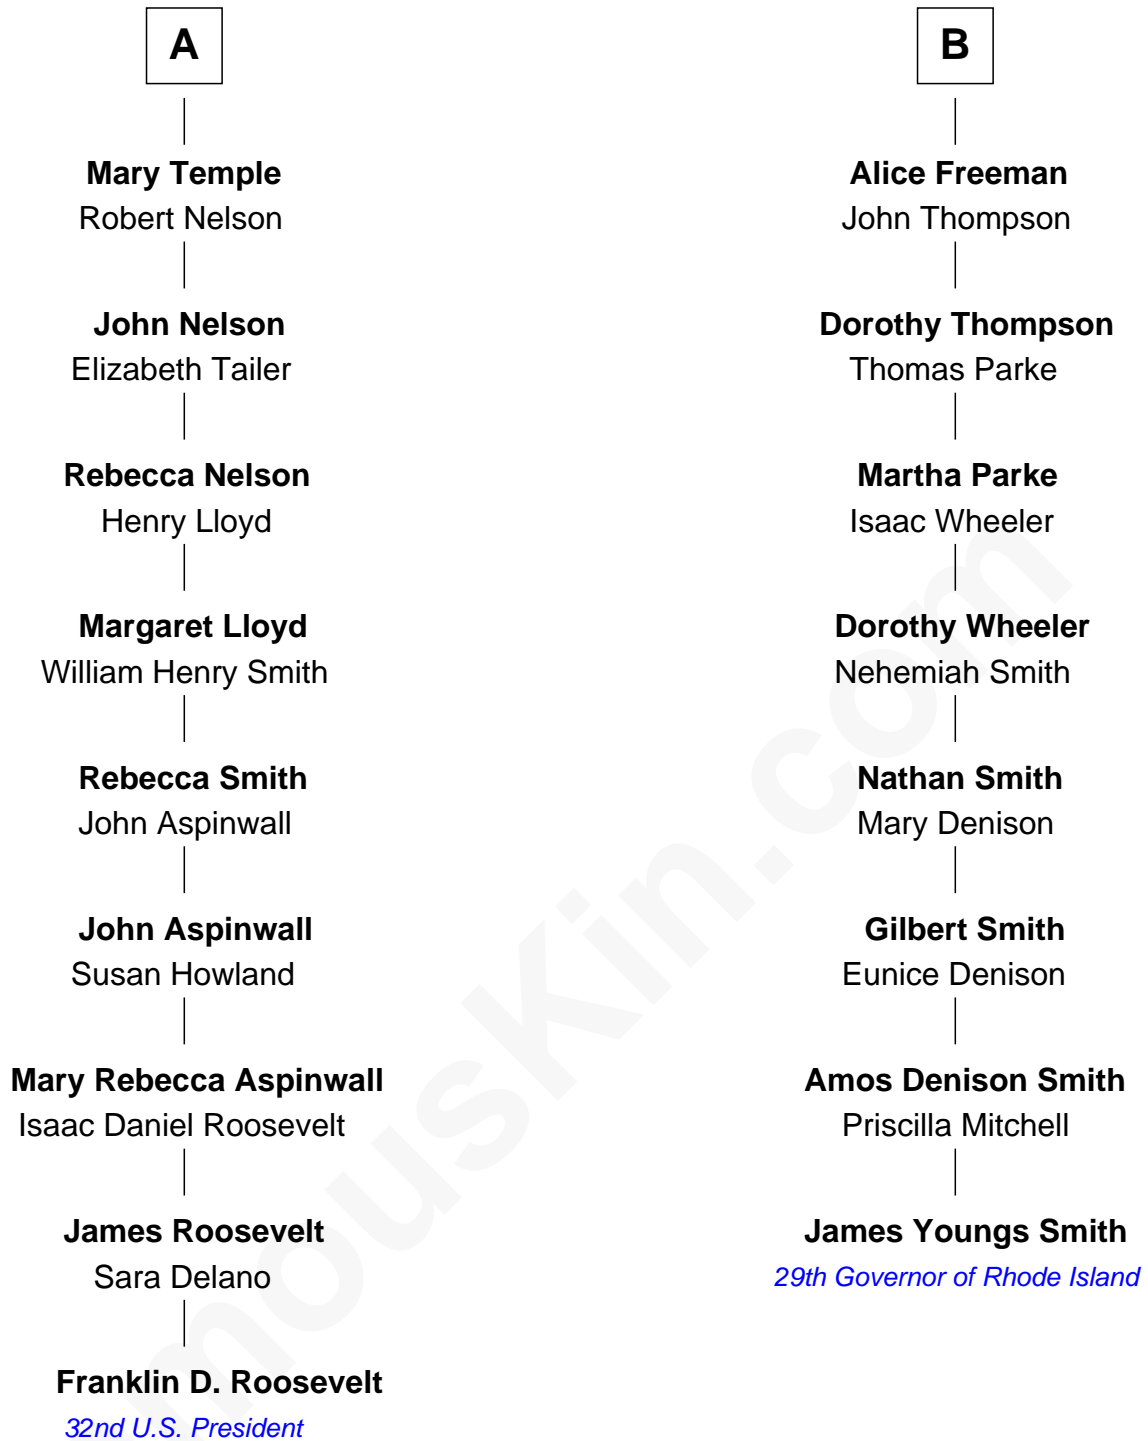 A
Mary Temple
Robert Nelson
John Nelson
Elizabeth Tailer
Rebecca Nelson
Henry Lloyd
Margaret Lloyd
William Henry Smith
Rebecca Smith
John Aspinwall
John Aspinwall
Susan Howland
Mary Rebecca Aspinwall
Isaac Daniel Roosevelt
James Roosevelt
Sara Delano
Franklin D. Roosevelt
32nd U.S. President
B
Alice Freeman
John Thompson
Dorothy Thompson
Thomas Parke
Martha Parke
Isaac Wheeler
Dorothy Wheeler
Nehemiah Smith
Nathan Smith
Mary Denison
Gilbert Smith
Eunice Denison
Amos Denison Smith
Priscilla Mitchell
James Youngs Smith
29th Governor of Rhode Island
mouskin.com